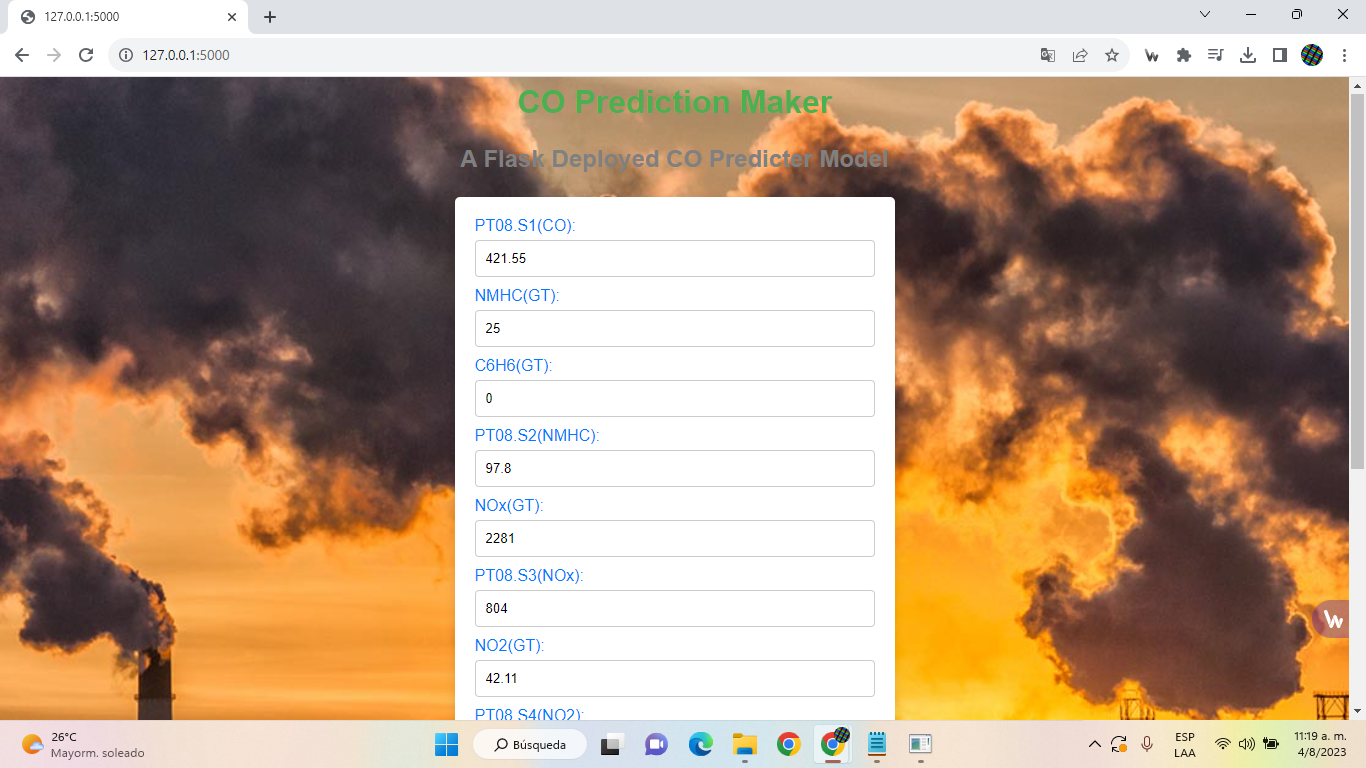 127.0.0.1:5000
127.0.0.1:5000
CO Prediction Maker
A Flask Deployed CO Predicter Model
PT08.S1(CO):
421.55
NMHC(GT):
25
C6H6(GT):
0
PT08.S2(NMHC):
97.8
NOx(GT):
2281
PT08.S3(NOx):
804
NO2(GT):
42.11
PT08.S4(NO2):
26°C
Mayorm. soleado
Búsqueda
ESP
LAA
11:19 a. m.
4/8/2023